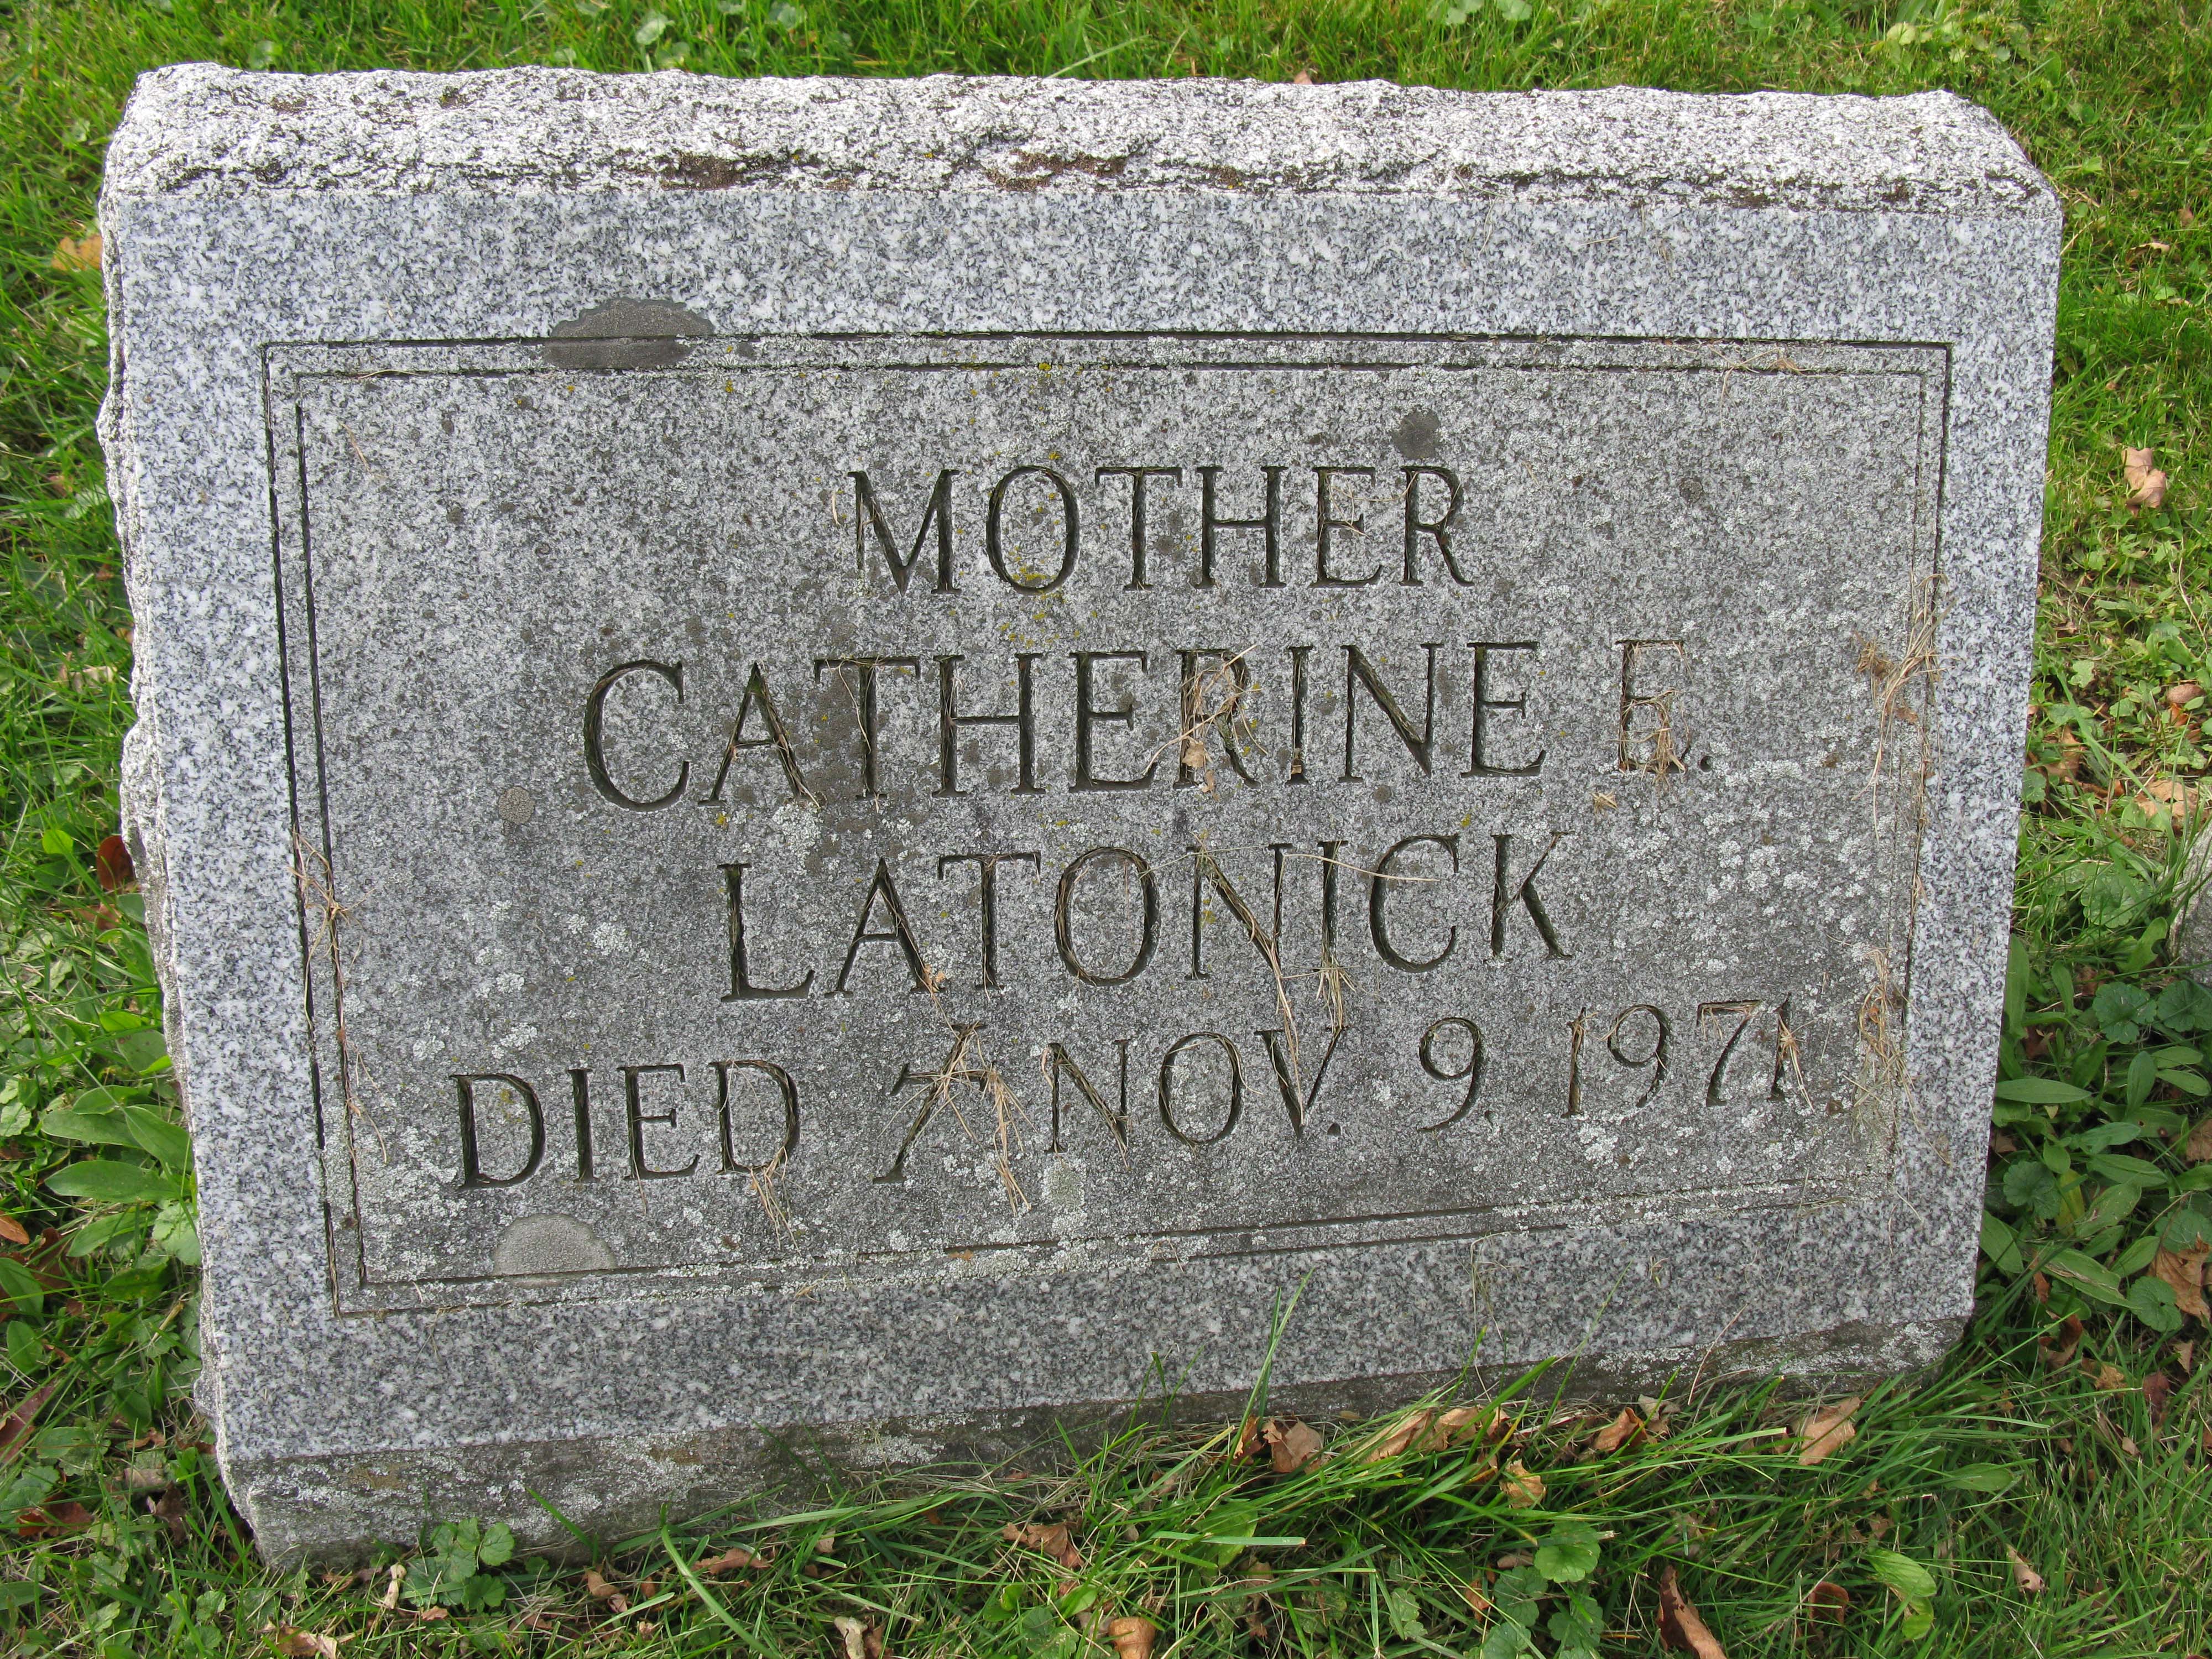 MOTHER
CATHERINE E.
LATONICK
DIED NOV. 9. 1971